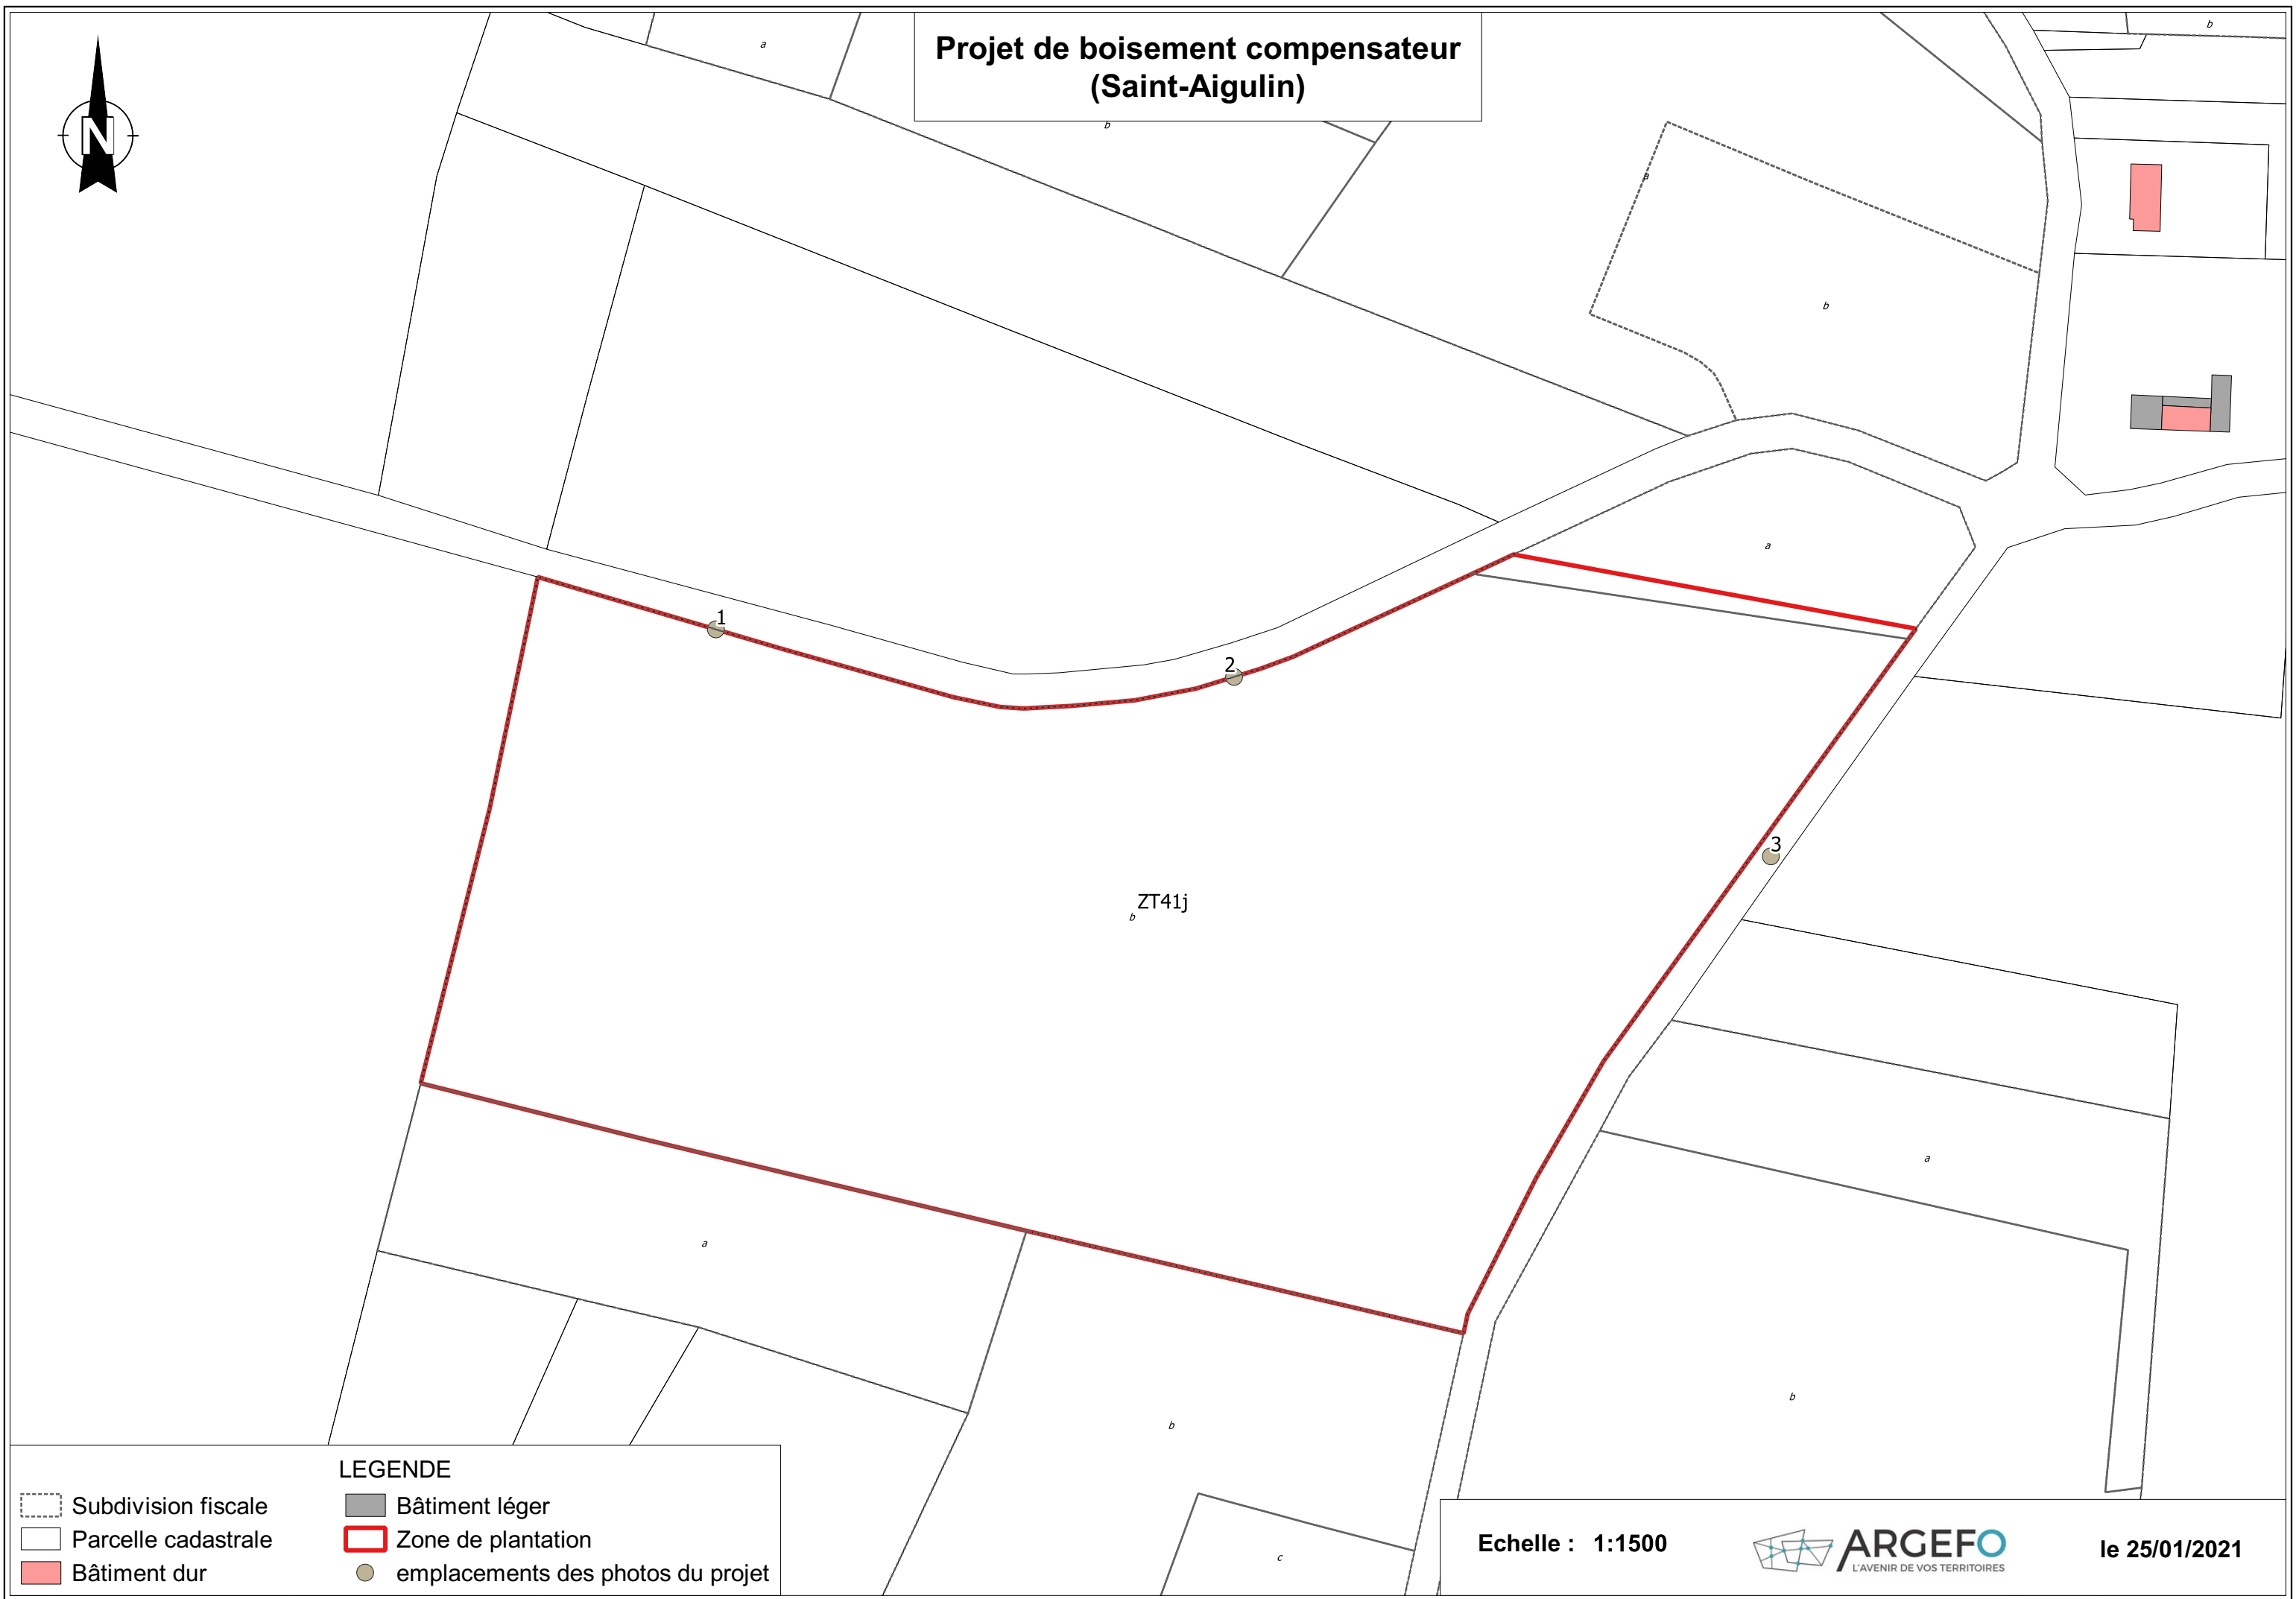 b
a
Projet de boisement compensateur
(Saint-Aigulin)
b
N
a
b
a
1
2
3
ZT41j
b
a
a
b
b
c
LEGENDE
Subdivision fiscale
Parcelle cadastrale
Bâtiment dur
Bâtiment léger
Zone de plantation
emplacements des photos du projet
Echelle : 1:1500
ARGEFO
L'AVENIR DE VOS TERRITOIRES
le 25/01/2021